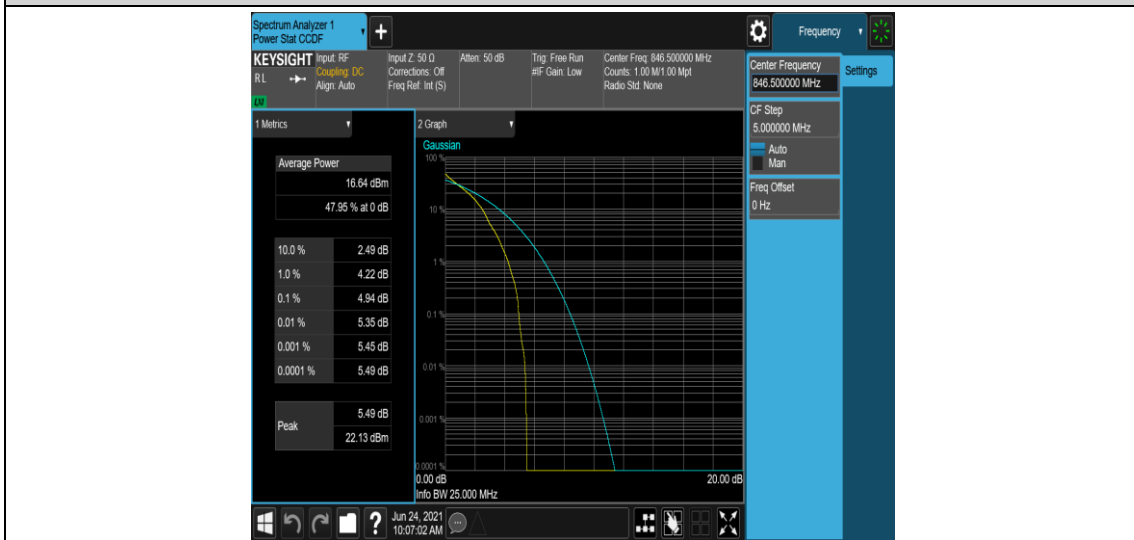 Spectrum Analyzer 1
Power Stat CCDF
+
Frequency
KEYSIGHT
RL
LXI
Input: RF
Coupling: DC
Align: Auto
Input Z: 50 Ω
Corrections: Off
Freq Ref: Int (S)
Atten: 50 dB
Trig: Free Run
#IF Gain: Low
Center Freq: 846.500000 MHz
Counts: 1.00 M/1.00 Mpt
Radio Std: None
Center Frequency
846.500000 MHz
Settings
CF Step
5.000000 MHz
Auto
Man
Freq Offset
0 Hz
1 Metrics
Average Power
16.64 dBm
47.95 % at 0 dB
10.0 % 2.49 dB
1.0 % 4.22 dB
0.1 % 4.94 dB
0.01 % 5.35 dB
0.001 % 5.45 dB
0.0001 % 5.49 dB
Peak
5.49 dB
22.13 dBm
2 Graph
Gaussian
100 %
10 %
1 %
0.1 %
0.01 %
0.001 %
0.0001 %
0.00 dB
20.00 dB
Info BW 25.000 MHz
?
Jun 24, 2021
10:07:02 AM